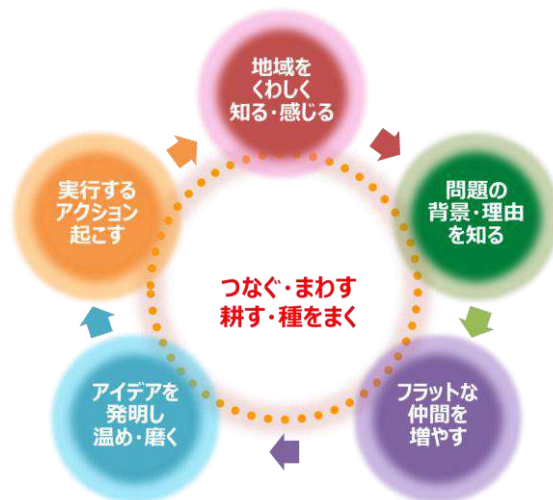 地域を
くわしく
知る・感じる
問題の
背景・理由
を知る
フラットな
仲間を
増やす
アイデアを
発明し
温め・磨く
実行する
アクション
起こす
つなぐ・まわす
耕す・種をまく